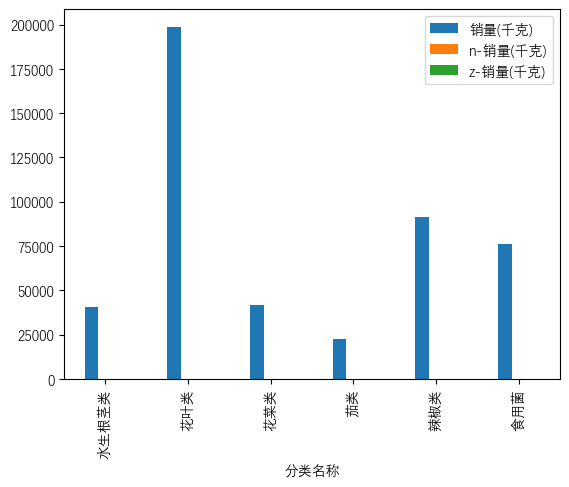 200000
175000
150000
125000
100000
75000
50000
25000
0
销量(千克)
n-销量(千克)
z-销量(千克)
水生根茎类
花叶类
花菜类
茄类
辣椒类
食用菌
分类名称